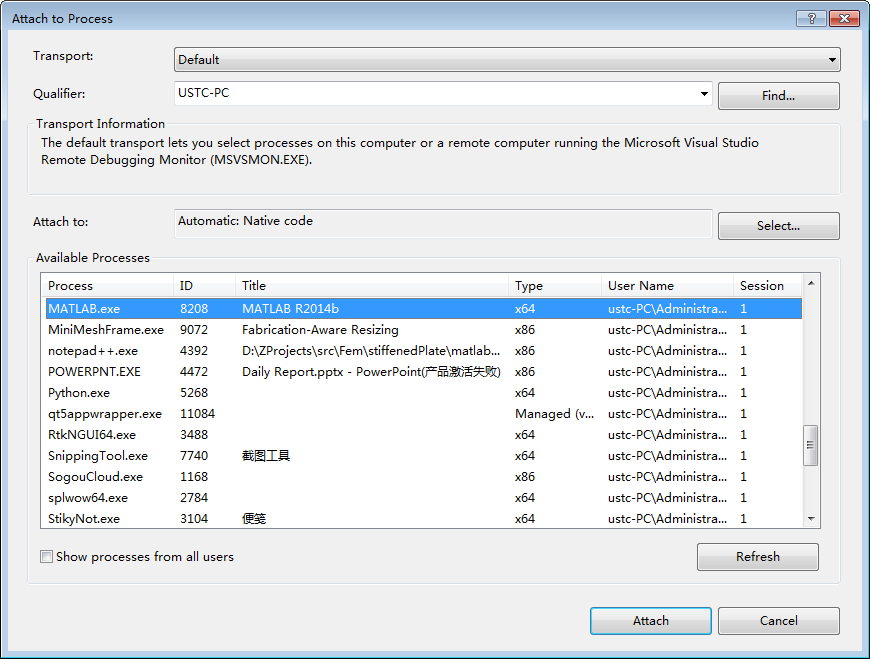 Attach to Process
Transport: Default
Qualifier: USTC-PC Find...
Transport Information
The default transport lets you select processes on this computer or a remote computer running the Microsoft Visual Studio
Remote Debugging Monitor (MSVSMON.EXE).
Attach to: Automatic: Native code Select...
Available Processes
Process ID Title Type User Name Session
MATLAB.exe 8208 MATLAB R2014b x64 ustc-PC\Administra... 1
MiniMeshFrame.exe 9072 Fabrication-Aware Resizing x86 ustc-PC\Administra... 1
notepad++.exe 4392 D:\ZProjects\src\Fem\stiffenedPlate\matlab... x86 ustc-PC\Administra... 1
POWERPNT.EXE 4472 Daily Report.pptx - PowerPoint(产品激活失败) x86 ustc-PC\Administra... 1
Python.exe 5268 x64 ustc-PC\Administra... 1
qt5appwrapper.exe 11084 Managed (v... ustc-PC\Administra... 1
RtkNGUI64.exe 3488 x64 ustc-PC\Administra... 1
SnippingTool.exe 7740 截图工具 x64 ustc-PC\Administra... 1
SogouCloud.exe 1168 x86 ustc-PC\Administra... 1
splwow64.exe 2784 x64 ustc-PC\Administra... 1
StikyNot.exe 3104 便笺 x64 ustc-PC\Administra... 1
Show processes from all users Refresh
Attach Cancel